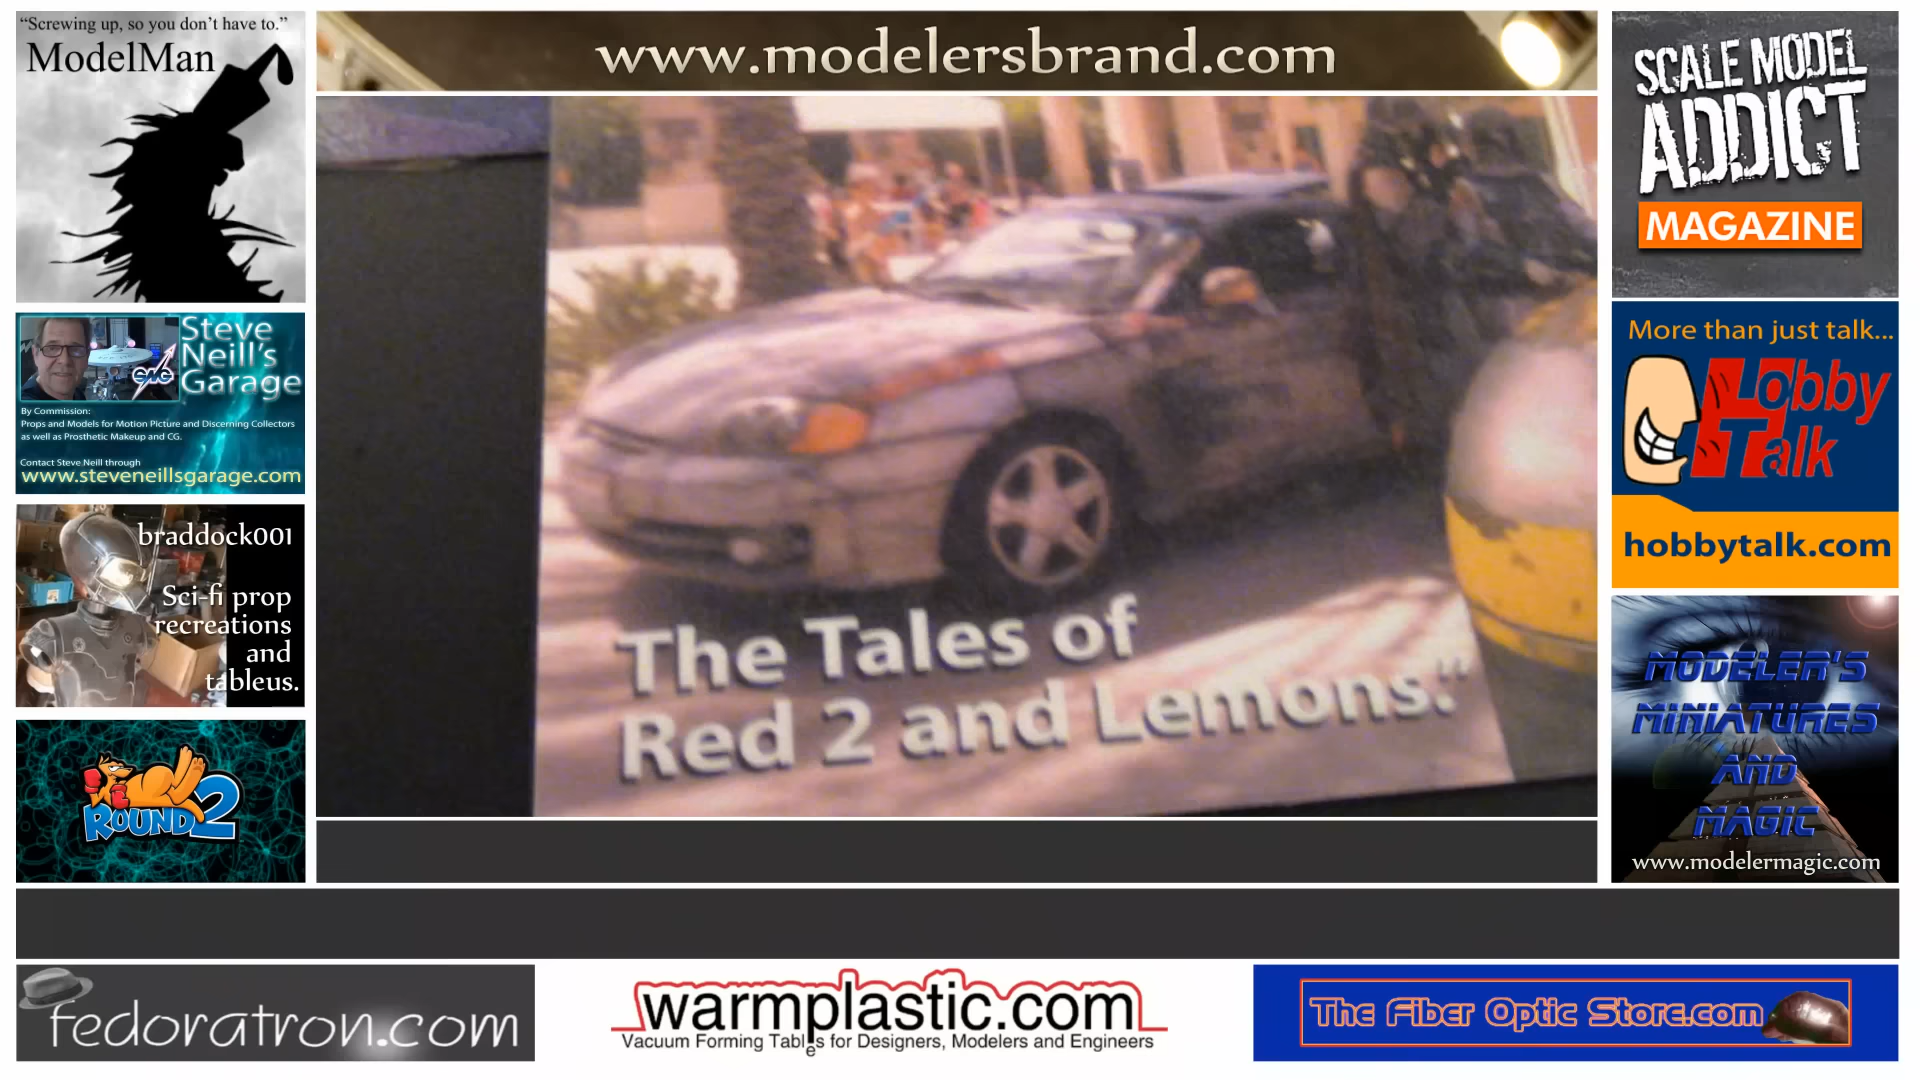 “Screwing up, so you don’t have to.”
ModelMan
www.modelersbrand.com
SCALE MODEL
ADDICT
MAGAZINE
Steve
Neill's
Garage
SNG
By Commission:
Props and Models for Motion Picture and Discerning Collectors
as well as Prosthetic Makeup and CG.
Contact Steve Neill through
www.steveneillsgarage.com
More than just talk...
Hobby
Talk
hobbytalk.com
braddock001
Sci-fi prop
recreations
and
tableus.
The Tales of
Red 2 and Lemons."
MODELER'S
MINIATURES
AND
MAGIC
www.modelermagic.com
ROUND 2
fedoratron.com
warmplastic.com
Vacuum Forming Tables for Designers, Modelers and Engineers
The Fiber Optic Store.com